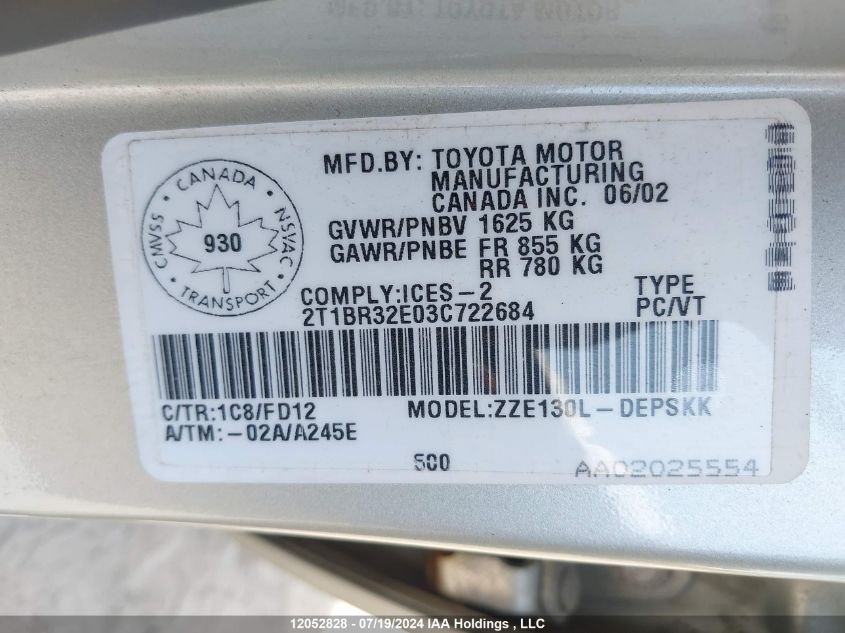 MFD.BY: TOYOTA MOTOR
MANUFACTURING
CANADA INC. 06/02
GVWR/PNBV 1625 KG
GAWR/PNBE FR 855 KG
RR 780 KG
CANADA
CMVSS
NSVAC
930
TRANSPORT
COMPLY:ICES-2
TYPE
2T1BR32E03C722684
PC/VT
C/TR:1C8/FD12
MODEL:ZZE130L-DEPSKK
A/TM:-02A/A245E
500
AA02025554
12052828 - 07/19/2024 IAA Holdings, LLC